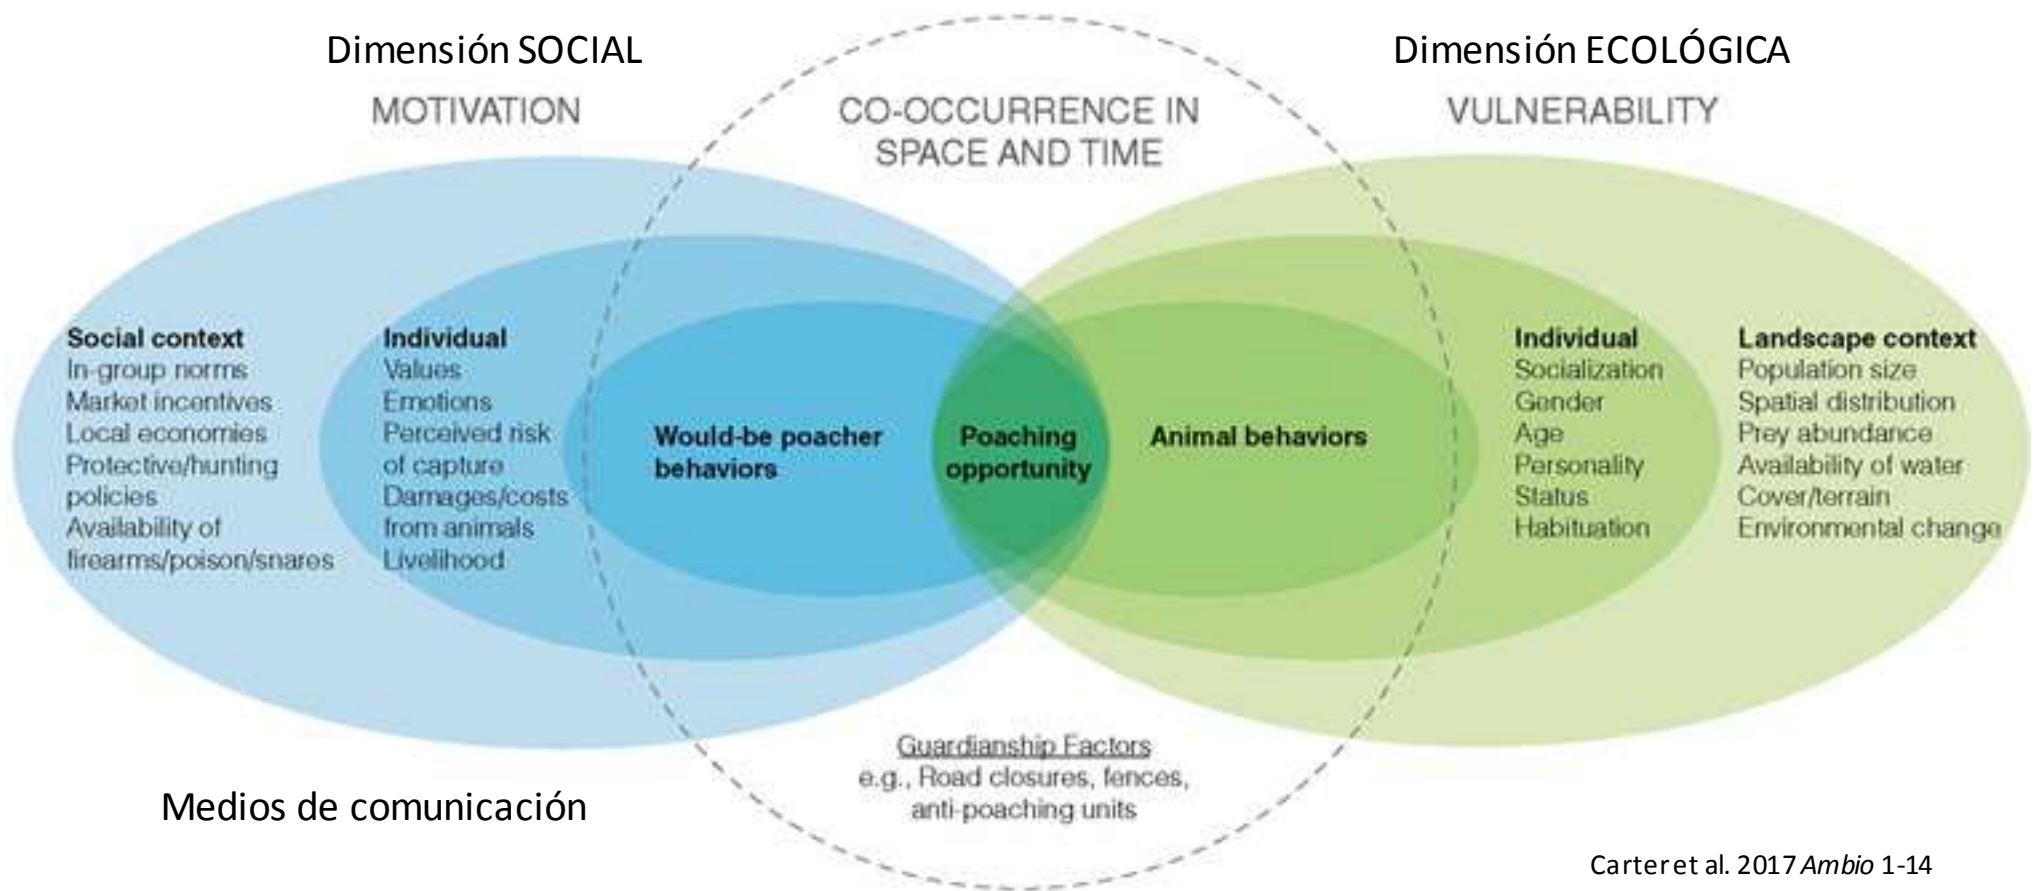 Dimensión SOCIAL
Dimensión ECOLÓGICA
MOTIVATION
CO-OCCURRENCE IN
SPACE AND TIME
VULNERABILITY
Social context
In-group norms
Market incentives
Local economies
Protective/hunting
policies
Availability of
firearms/poison/snares
Individual
Values
Emotions
Perceived risk
of capture
Damages/costs
from animals
Livelihood
Would-be poacher
behaviors
Poaching
opportunity
Animal behaviors
Individual
Socialization
Gender
Age
Personality
Status
Habituation
Landscape context
Population size
Spatial distribution
Prey abundance
Availability of water
Cover/terrain
Environmental change
Guardianship Factors
e.g., Road closures, fences,
anti-poaching units
Medios de comunicación
Carter et al. 2017 Ambio 1-14